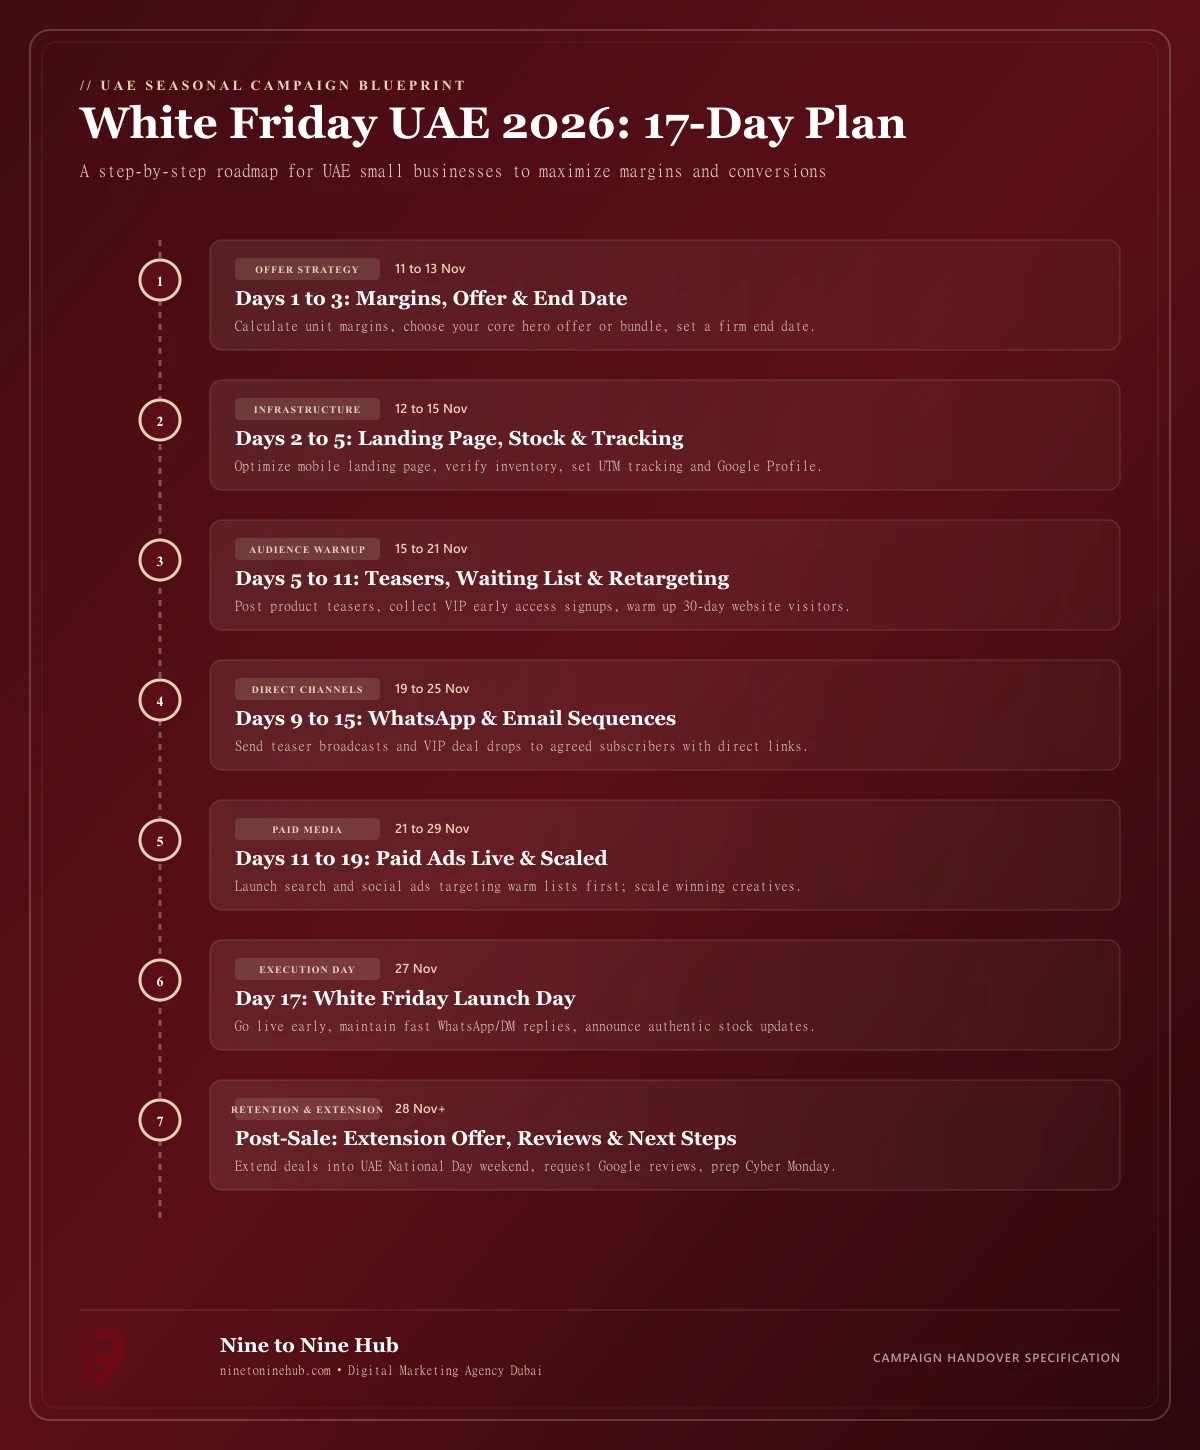 // UAE SEASONAL CAMPAIGN BLUEPRINT
White Friday UAE 2026: 17-Day Plan
A step-by-step roadmap for UAE small businesses to maximize margins and conversions
1
OFFER STRATEGY 11 to 13 Nov
Days 1 to 3: Margins, Offer & End Date
Calculate unit margins, choose your core hero offer or bundle, set a firm end date.
2
INFRASTRUCTURE 12 to 15 Nov
Days 2 to 5: Landing Page, Stock & Tracking
Optimize mobile landing page, verify inventory, set UTM tracking and Google Profile.
3
AUDIENCE WARMUP 15 to 21 Nov
Days 5 to 11: Teasers, Waiting List & Retargeting
Post product teasers, collect VIP early access signups, warm up 30-day website visitors.
4
DIRECT CHANNELS 19 to 25 Nov
Days 9 to 15: WhatsApp & Email Sequences
Send teaser broadcasts and VIP deal drops to agreed subscribers with direct links.
5
PAID MEDIA 21 to 29 Nov
Days 11 to 19: Paid Ads Live & Scaled
Launch search and social ads targeting warm lists first; scale winning creatives.
6
EXECUTION DAY 27 Nov
Day 17: White Friday Launch Day
Go live early, maintain fast WhatsApp/DM replies, announce authentic stock updates.
7
RETENTION & EXTENSION 28 Nov+
Post-Sale: Extension Offer, Reviews & Next Steps
Extend deals into UAE National Day weekend, request Google reviews, prep Cyber Monday.
Nine to Nine Hub
ninetoninehub.com • Digital Marketing Agency Dubai
CAMPAIGN HANDOVER SPECIFICATION